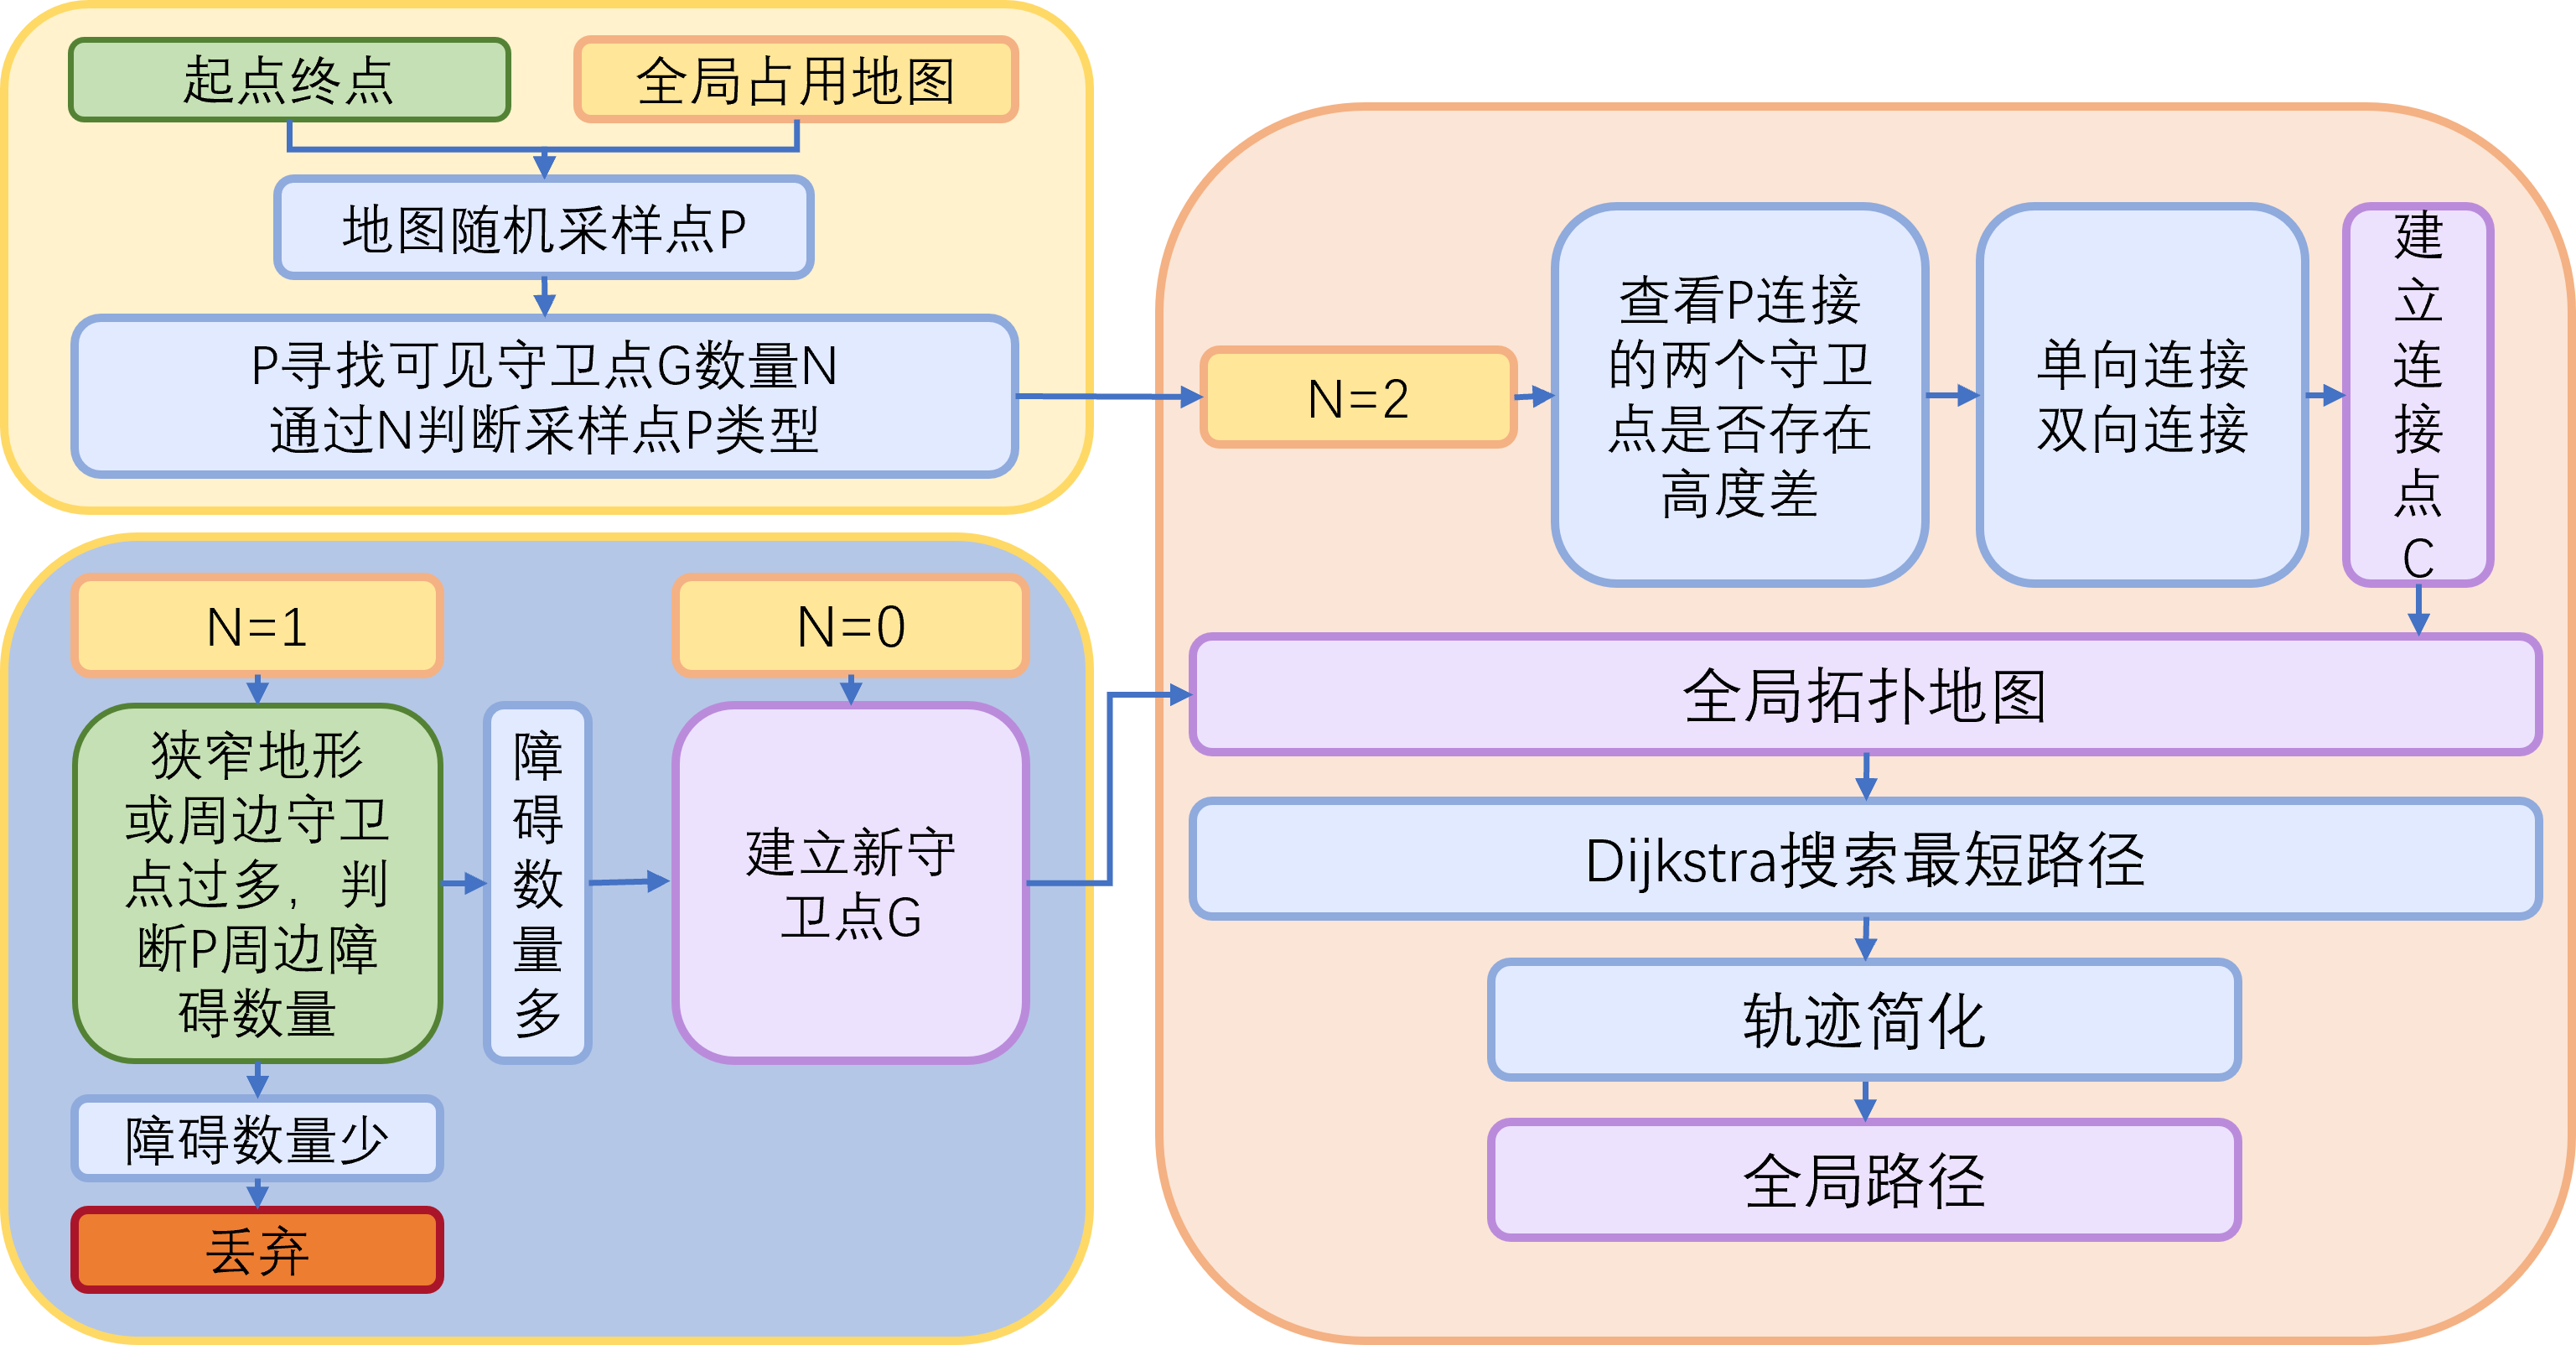 起点终点
全局占用地图
地图随机采样点P
P寻找可见守卫点G数量N
通过N判断采样点P类型
N=1
N=0
狭窄地形
或周边守卫
点过多，判
断P周边障
碍数量
障
碍
数
量
多
建立新守
卫点G
障碍数量少
丢弃
N=2
查看P连接
的两个守卫
点是否存在
高度差
单向连接
双向连接
建
立
连
接
点
C
全局拓扑地图
Dijkstra搜索最短路径
轨迹简化
全局路径